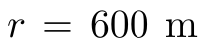 r = 600 m